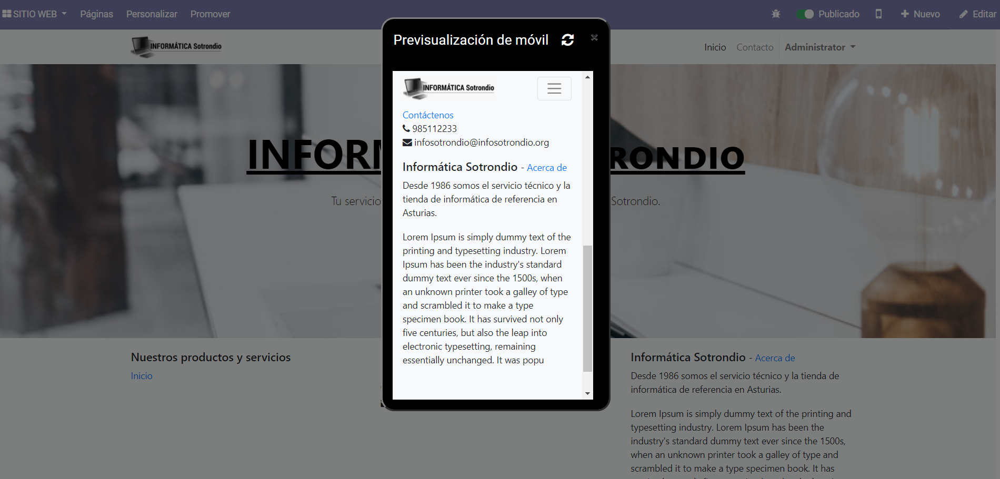 SITIO WEB Páginas Personalizar Promover
Publicado Nuevo Editar
INFORMÁTICA Sotrondio
Inicio Contacto Administrator
Previsualización de móvil
INFORMÁTICA Sotrondio
Contáctenos
985112233
infosotrondio@infosotrondio.org
Informática Sotrondio - Acerca de
Desde 1986 somos el servicio técnico y la
tienda de informática de referencia en
Asturias.
Lorem Ipsum is simply dummy text of the
printing and typesetting industry. Lorem
Ipsum has been the industry's standard
dummy text ever since the 1500s, when
an unknown printer took a galley of type
and scrambled it to make a type
specimen book. It has survived not only
five centuries, but also the leap into
electronic typesetting, remaining
essentially unchanged. It was popu
Tu servicio
Sotrondio.
Nuestros productos y servicios
Inicio
Informática Sotrondio - Acerca de
Desde 1986 somos el servicio técnico y la tienda de
informática de referencia en Asturias.
Lorem Ipsum is simply dummy text of the printing and
typesetting industry. Lorem Ipsum has been the
industry's standard dummy text ever since the 1500s,
when an unknown printer took a galley of type and
scrambled it to make a type specimen book. It has